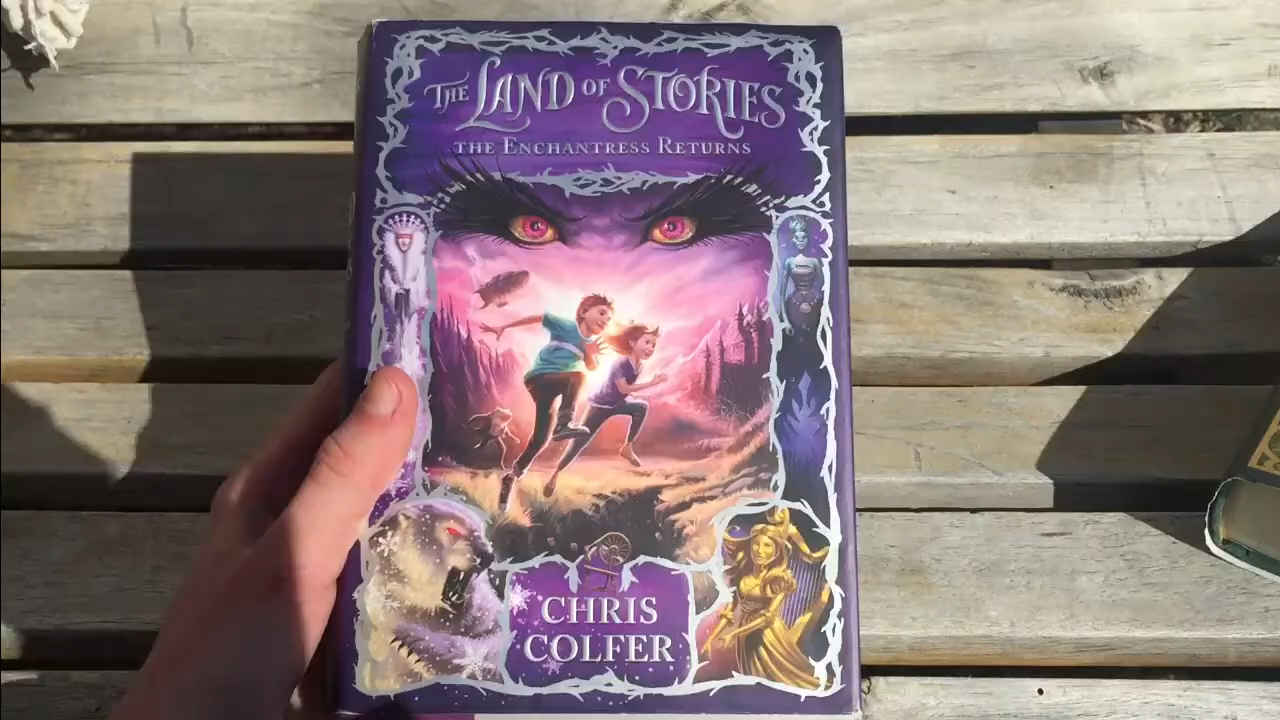 THE LAND OF STORIES
THE ENCHANTRESS RETURNS
CHRIS
COLFER